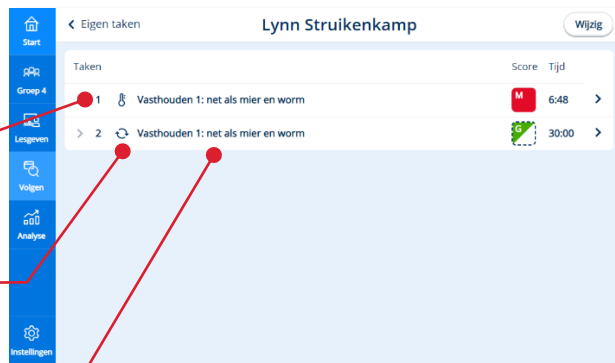 Start
Groep 4
Lesgeven
Volgen
Analyse
Instellingen
Eigen taken
Lynn Struikenkamp
Wijzig
Taken Score Tijd
1 Vasthouden 1: net als mier en worm M 6:48
2 Vasthouden 1: net als mier en worm G 30:00